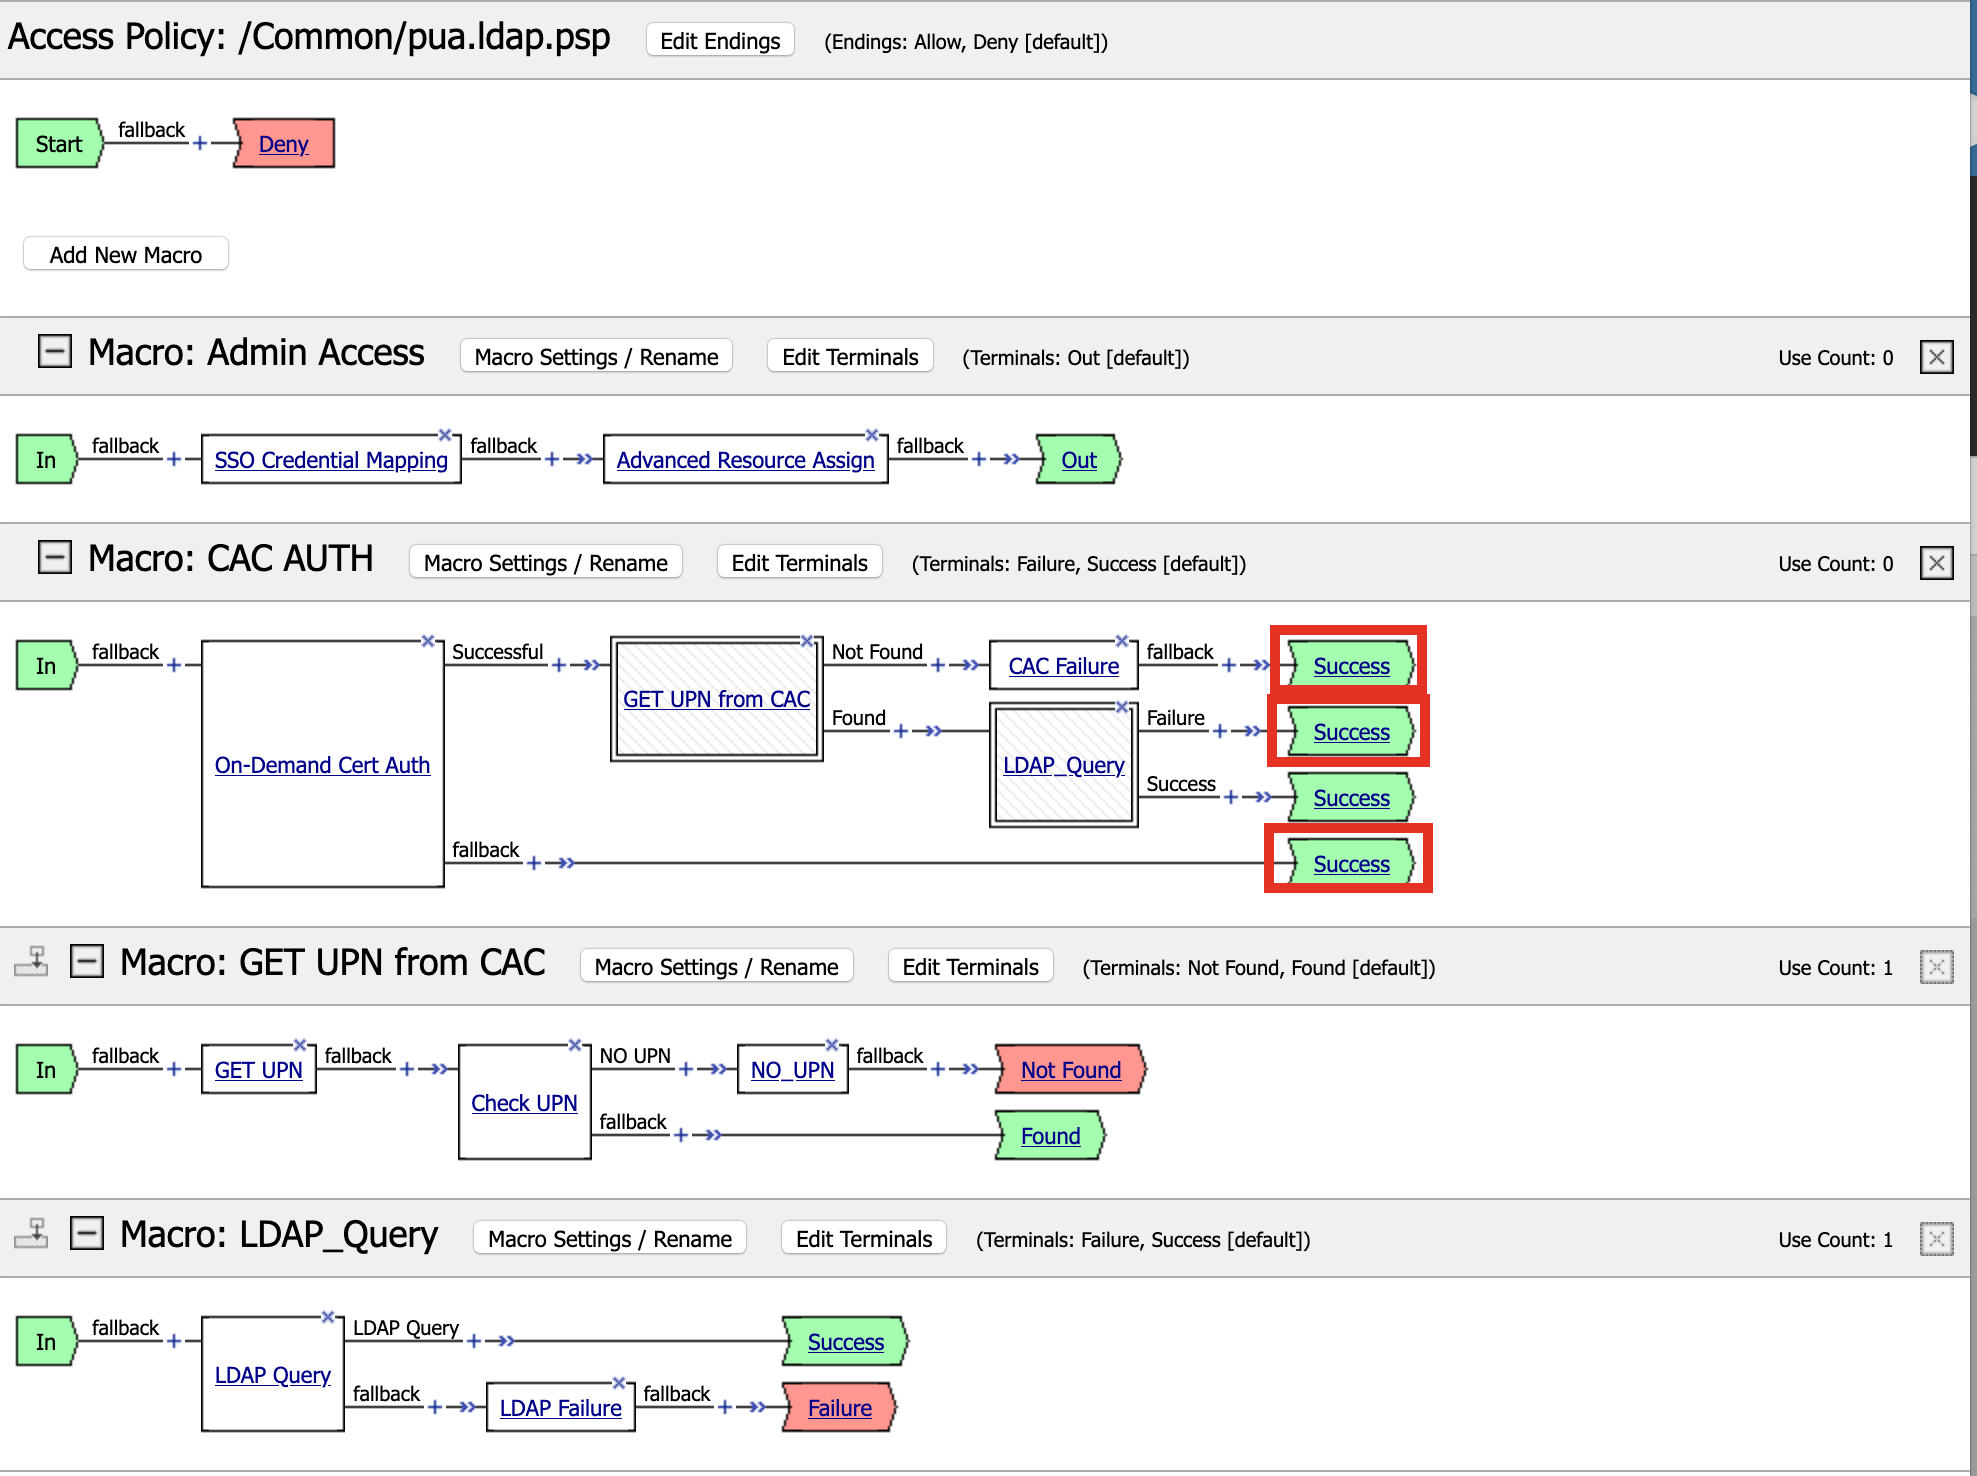 Access Policy: /Common/pua.ldap.psp Edit Endings (Endings: Allow, Deny [default])
Start fallback + Deny
Add New Macro
Macro: Admin Access Macro Settings / Rename Edit Terminals (Terminals: Out [default]) Use Count: 0
In fallback + SSO Credential Mapping fallback + Advanced Resource Assign fallback + Out
Macro: CAC AUTH Macro Settings / Rename Edit Terminals (Terminals: Failure, Success [default]) Use Count: 0
In fallback + Successful + Not Found + CAC Failure fallback + Success
GET UPN from CAC
Found + Failure + Success
On-Demand Cert Auth LDAP_Query
Success + Success
fallback + Success
Macro: GET UPN from CAC Macro Settings / Rename Edit Terminals (Terminals: Not Found, Found [default]) Use Count: 1
In fallback + GET UPN fallback + NO UPN + NO_UPN fallback + Not Found
Check UPN
fallback + Found
Macro: LDAP_Query Macro Settings / Rename Edit Terminals (Terminals: Failure, Success [default]) Use Count: 1
In fallback + LDAP Query + Success
LDAP Query
fallback + LDAP Failure fallback + Failure